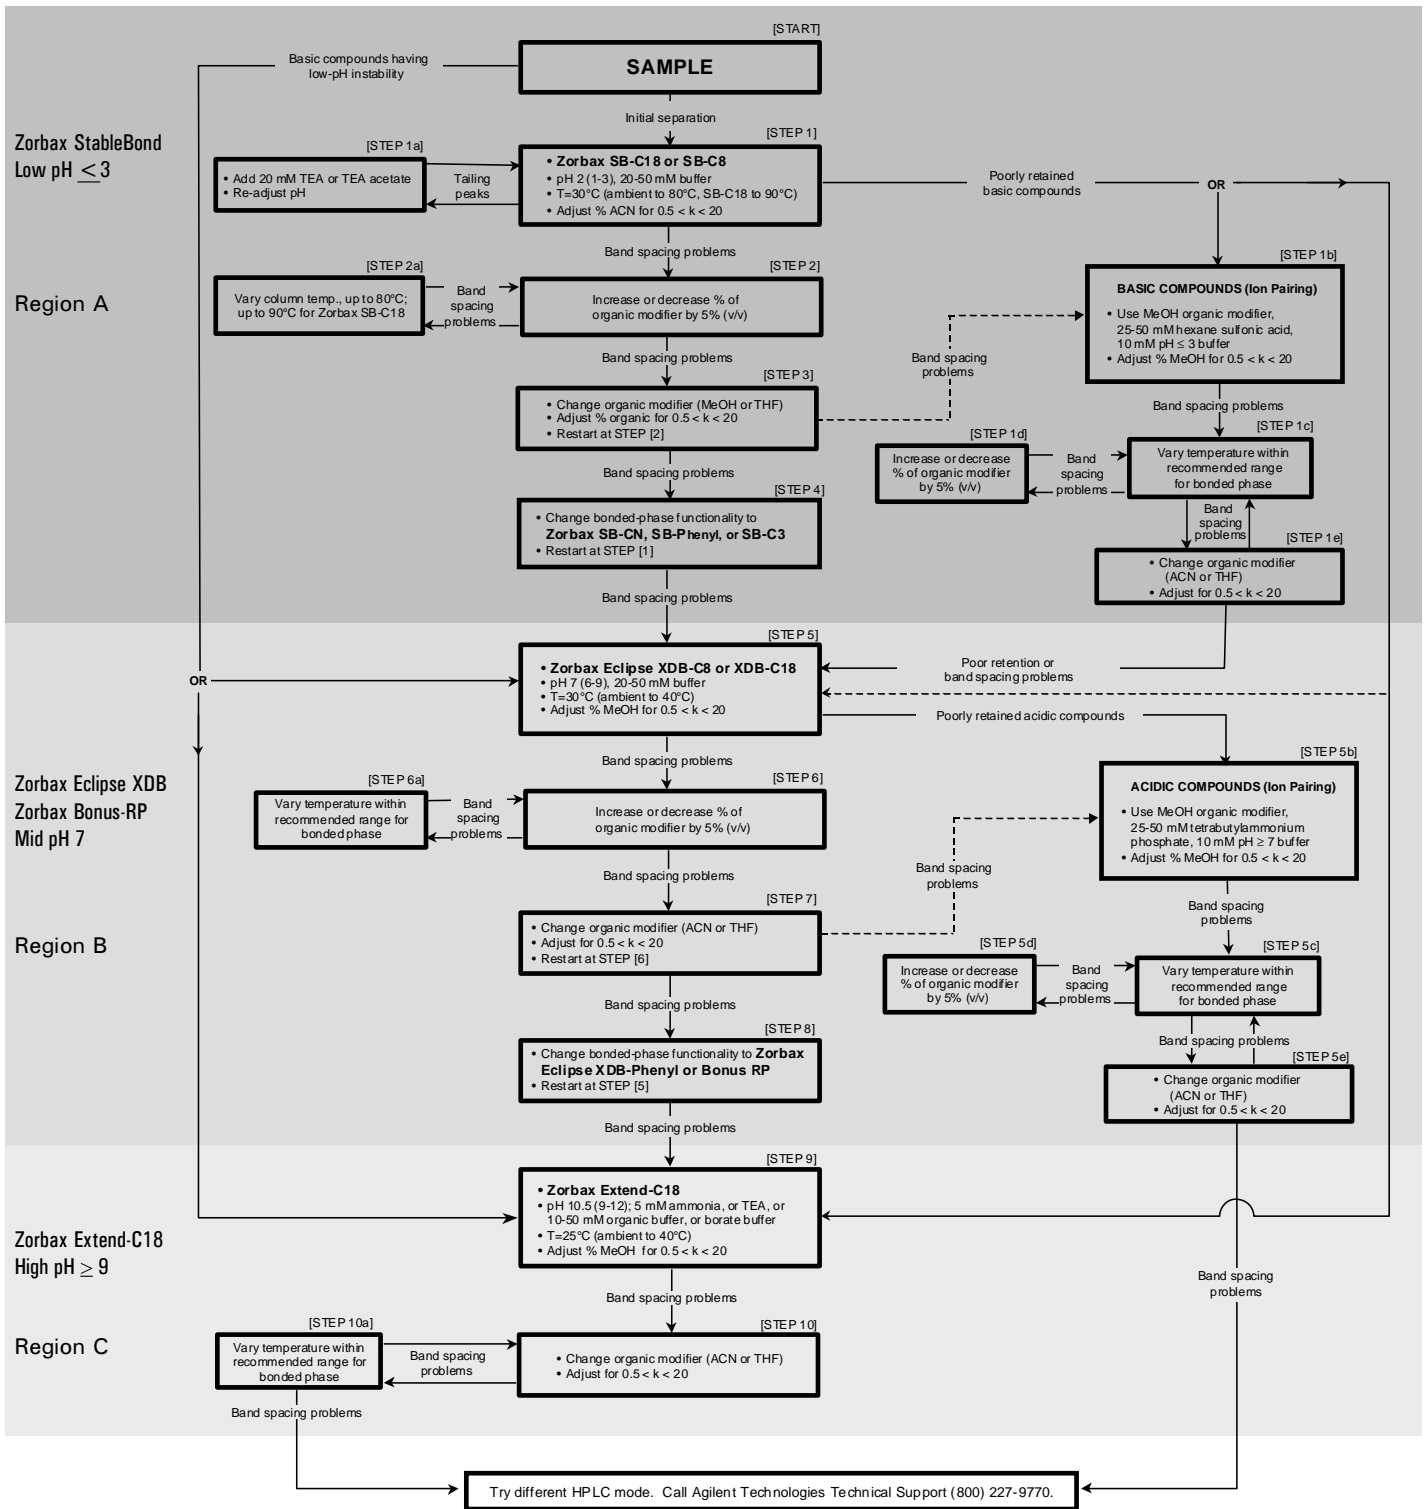 [START]
Basic compounds having
low-pH instability
SAMPLE
Initial separation
Zorbax StableBond
Low pH ≤ 3
[STEP 1a]
• Add 20 mM TEA or TEA acetate
• Re-adjust pH
Tailing
peaks
[STEP 1]
• Zorbax SB-C18 or SB-C8
• pH 2 (1-3), 20-50 mM buffer
• T=30°C (ambient to 80°C, SB-C18 to 90°C)
• Adjust % ACN for 0.5 < k < 20
Poorly retained
basic compounds
OR
Band spacing problems
Region A
[STEP 2a]
Vary column temp., up to 80°C;
up to 90°C for Zorbax SB-C18
Band
spacing
problems
[STEP 2]
Increase or decrease % of
organic modifier by 5% (v/v)
[STEP 1b]
BASIC COMPOUNDS (Ion Pairing)
• Use MeOH organic modifier,
25-50 mM hexane sulfonic acid,
10 mM pH ≤ 3 buffer
• Adjust % MeOH for 0.5 < k < 20
Band spacing problems
[STEP 3]
• Change organic modifier (MeOH or THF)
• Adjust % organic for 0.5 < k < 20
• Restart at STEP [2]
Band spacing
problems
Band spacing problems
[STEP 1d]
Increase or decrease
% of organic modifier
by 5% (v/v)
Band
spacing
problems
[STEP 1c]
Vary temperature within
recommended range
for bonded phase
Band spacing problems
[STEP 4]
• Change bonded-phase functionality to
Zorbax SB-CN, SB-Phenyl, or SB-C3
• Restart at STEP [1]
Band
spacing
problems
[STEP 1e]
• Change organic modifier
(ACN or THF)
• Adjust for 0.5 < k < 20
Band spacing problems
[STEP 5]
• Zorbax Eclipse XDB-C8 or XDB-C18
• pH 7 (6-9), 20-50 mM buffer
• T=30°C (ambient to 40°C)
• Adjust % MeOH for 0.5 < k < 20
OR
Poor retention or
band spacing problems
Poorly retained acidic compounds
Band spacing problems
Zorbax Eclipse XDB
Zorbax Bonus-RP
Mid pH 7
[STEP 6a]
Vary temperature within
recommended range for
bonded phase
Band
spacing
problems
[STEP 6]
Increase or decrease % of
organic modifier by 5% (v/v)
[STEP 5b]
ACIDIC COMPOUNDS (Ion Pairing)
• Use MeOH organic modifier,
25-50 mM tetrabutylammonium
phosphate, 10 mM pH ≥ 7 buffer
• Adjust % MeOH for 0.5 < k < 20
Band spacing problems
Band spacing
problems
Region B
[STEP 7]
• Change organic modifier (ACN or THF)
• Adjust for 0.5 < k < 20
• Restart at STEP [6]
Band spacing
problems
[STEP 5d]
Increase or decrease
% of organic modifier
by 5% (v/v)
Band
spacing
problems
[STEP 5c]
Vary temperature within
recommended range
for bonded phase
Band spacing problems
[STEP 8]
• Change bonded-phase functionality to Zorbax
Eclipse XDB-Phenyl or Bonus RP
• Restart at STEP [5]
Band spacing problems
[STEP 5e]
• Change organic modifier
(ACN or THF)
• Adjust for 0.5 < k < 20
Band spacing problems
Zorbax Extend-C18
High pH ≥ 9
[STEP 9]
• Zorbax Extend-C18
• pH 10.5 (9-12); 5 mM ammonia, or TEA, or
10-50 mM organic buffer, or borate buffer
• T=25°C (ambient to 40°C)
• Adjust % MeOH for 0.5 < k < 20
Band spacing
problems
Band spacing problems
Region C
[STEP 10a]
Vary temperature within
recommended range for
bonded phase
Band spacing
problems
[STEP 10]
• Change organic modifier (ACN or THF)
• Adjust for 0.5 < k < 20
Band spacing problems
Try different HPLC mode. Call Agilent Technologies Technical Support (800) 227-9770.